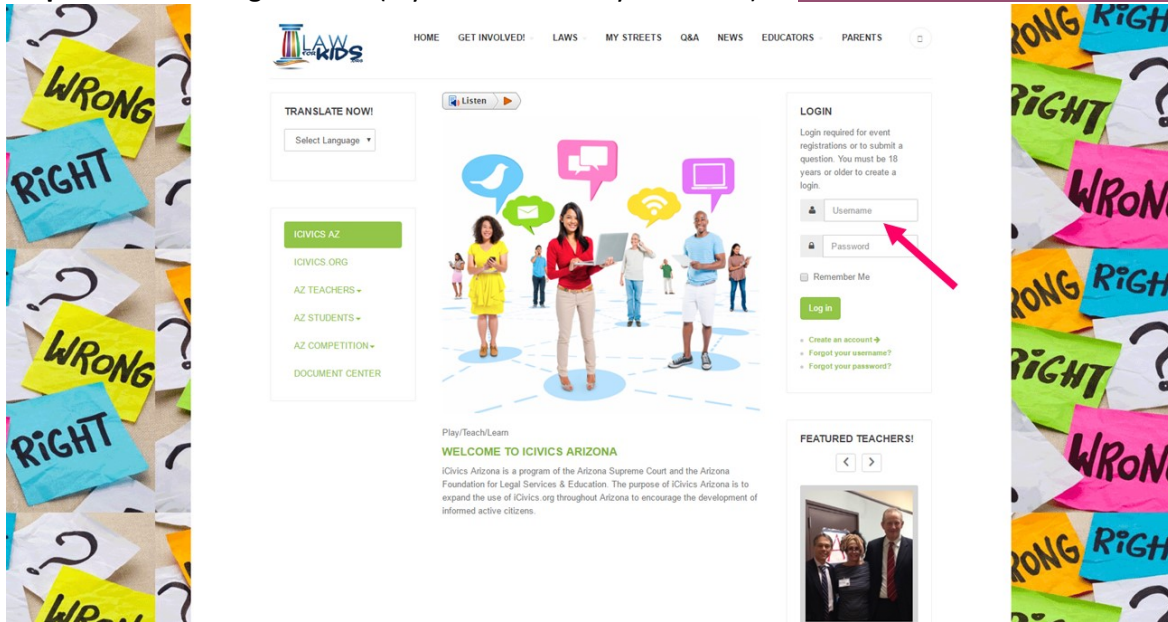 LAW
FOR KIDS
.ORG
HOME GET INVOLVED! LAWS MY STREETS Q&A NEWS EDUCATORS PARENTS
TRANSLATE NOW!
Select Language
ICIVICS AZ
ICIVICS ORG
AZ TEACHERS
AZ STUDENTS
AZ COMPETITION
DOCUMENT CENTER
Listen
Play/Teach/Learn
WELCOME TO ICIVICS ARIZONA
iCivics Arizona is a program of the Arizona Supreme Court and the Arizona
Foundation for Legal Services & Education. The purpose of iCivics Arizona is to
expand the use of iCivics.org throughout Arizona to encourage the development of
informed active citizens.
LOGIN
Login required for event
registrations or to submit a
question. You must be 18
years or older to create a
login.
Username
Password
Remember Me
Log in
Create an account
Forgot your username?
Forgot your password?
FEATURED TEACHERS!
WRONG
?
RIGHT
?
WRONG
RIGHT
?
RIGHT
?
RIGHT
WRONG
RIGHT
?
RIGHT
WRONG
RIGHT